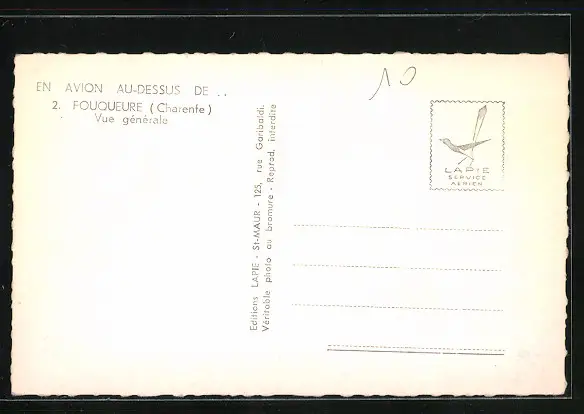 EN AVION AU-DESSUS DE ..
2. FOUQUEURE (Charente)
Vue générale
Editions LAPIE - St-MAUR - 125, rue Garibaldi.
Véritable photo au bromure - Reprod. interdite
10
LAPIE
SERVICE
AERIEN